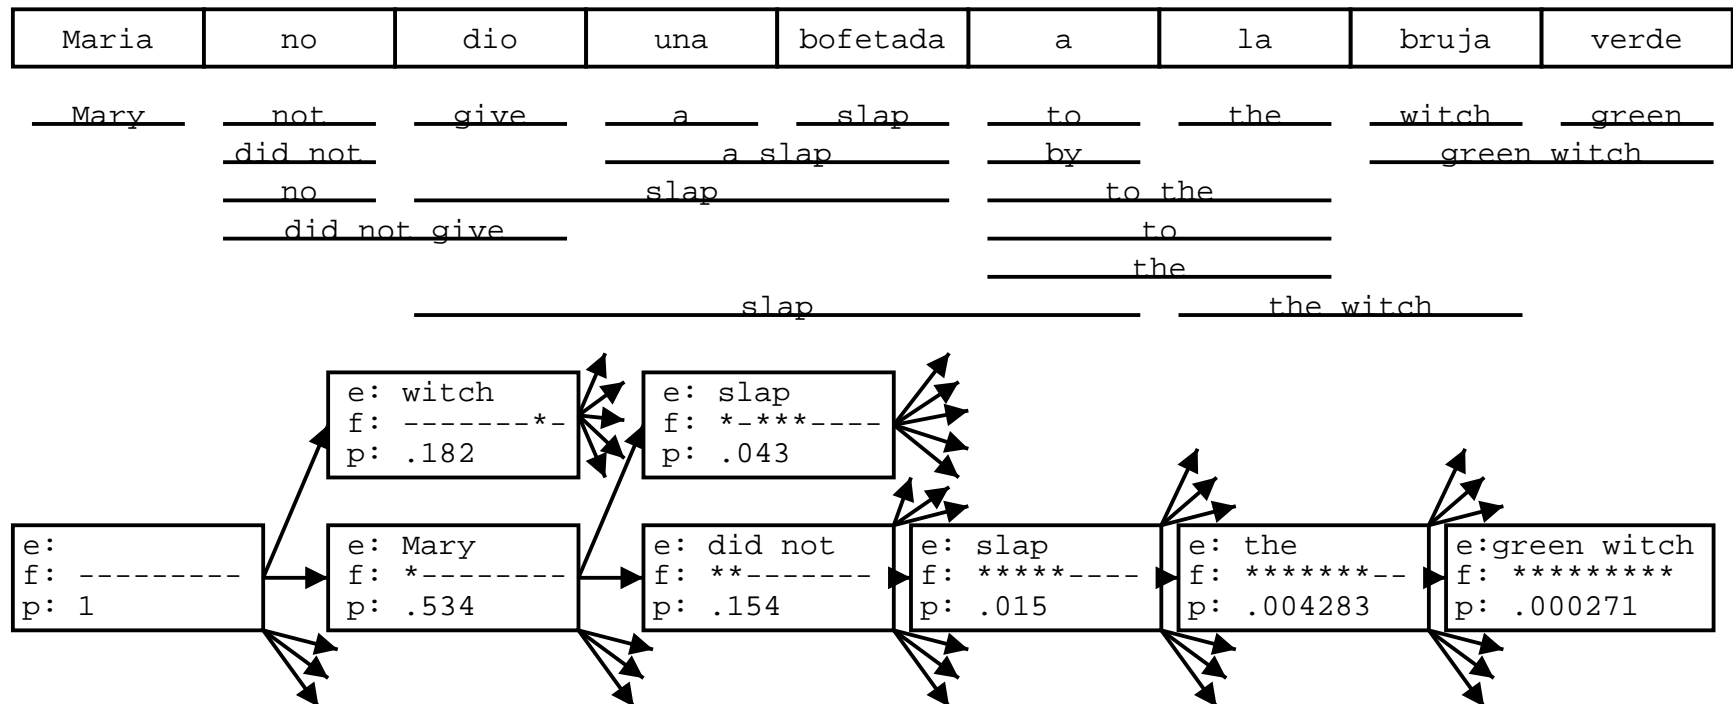 Maria no dio una bofetada a la bruja verde
Mary not give a slap to the witch green
did not a slap by green witch
no slap to the
did not give to
the
slap the witch
e: witch
f: -------*-
p: .182
e: slap
f: *-***----
p: .043
e:
f: ---------
p: 1
e: Mary
f: *--------
p: .534
e: did not
f: **-------
p: .154
e: slap
f: *****----
p: .015
e: the
f: *******--
p: .004283
e:green witch
f: *********
p: .000271